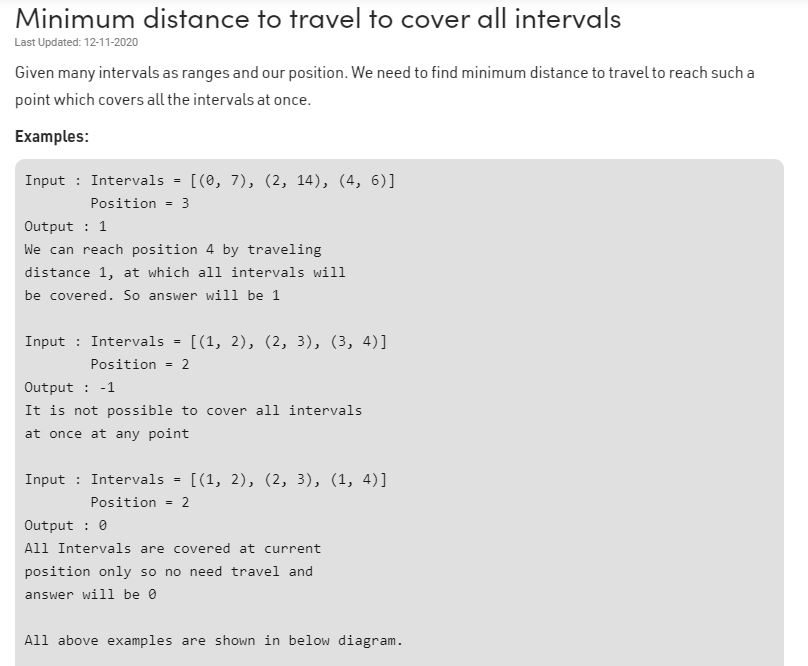 Minimum distance to travel to cover all intervals
Last Updated: 12-11-2020
Given many intervals as ranges and our position. We need to find minimum distance to travel to reach such a
point which covers all the intervals at once.
Examples:
Input : Intervals = [(0, 7), (2, 14), (4, 6)]
Position = 3
Output : 1
We can reach position 4 by traveling
distance 1, at which all intervals will
be covered. So answer will be 1
Input : Intervals = [(1, 2), (2, 3), (3, 4)]
Position = 2
Output : -1
It is not possible to cover all intervals
at once at any point
Input : Intervals = [(1, 2), (2, 3), (1, 4)]
Position = 2
Output : 0
All Intervals are covered at current
position only so no need travel and
answer will be 0
All above examples are shown in below diagram.